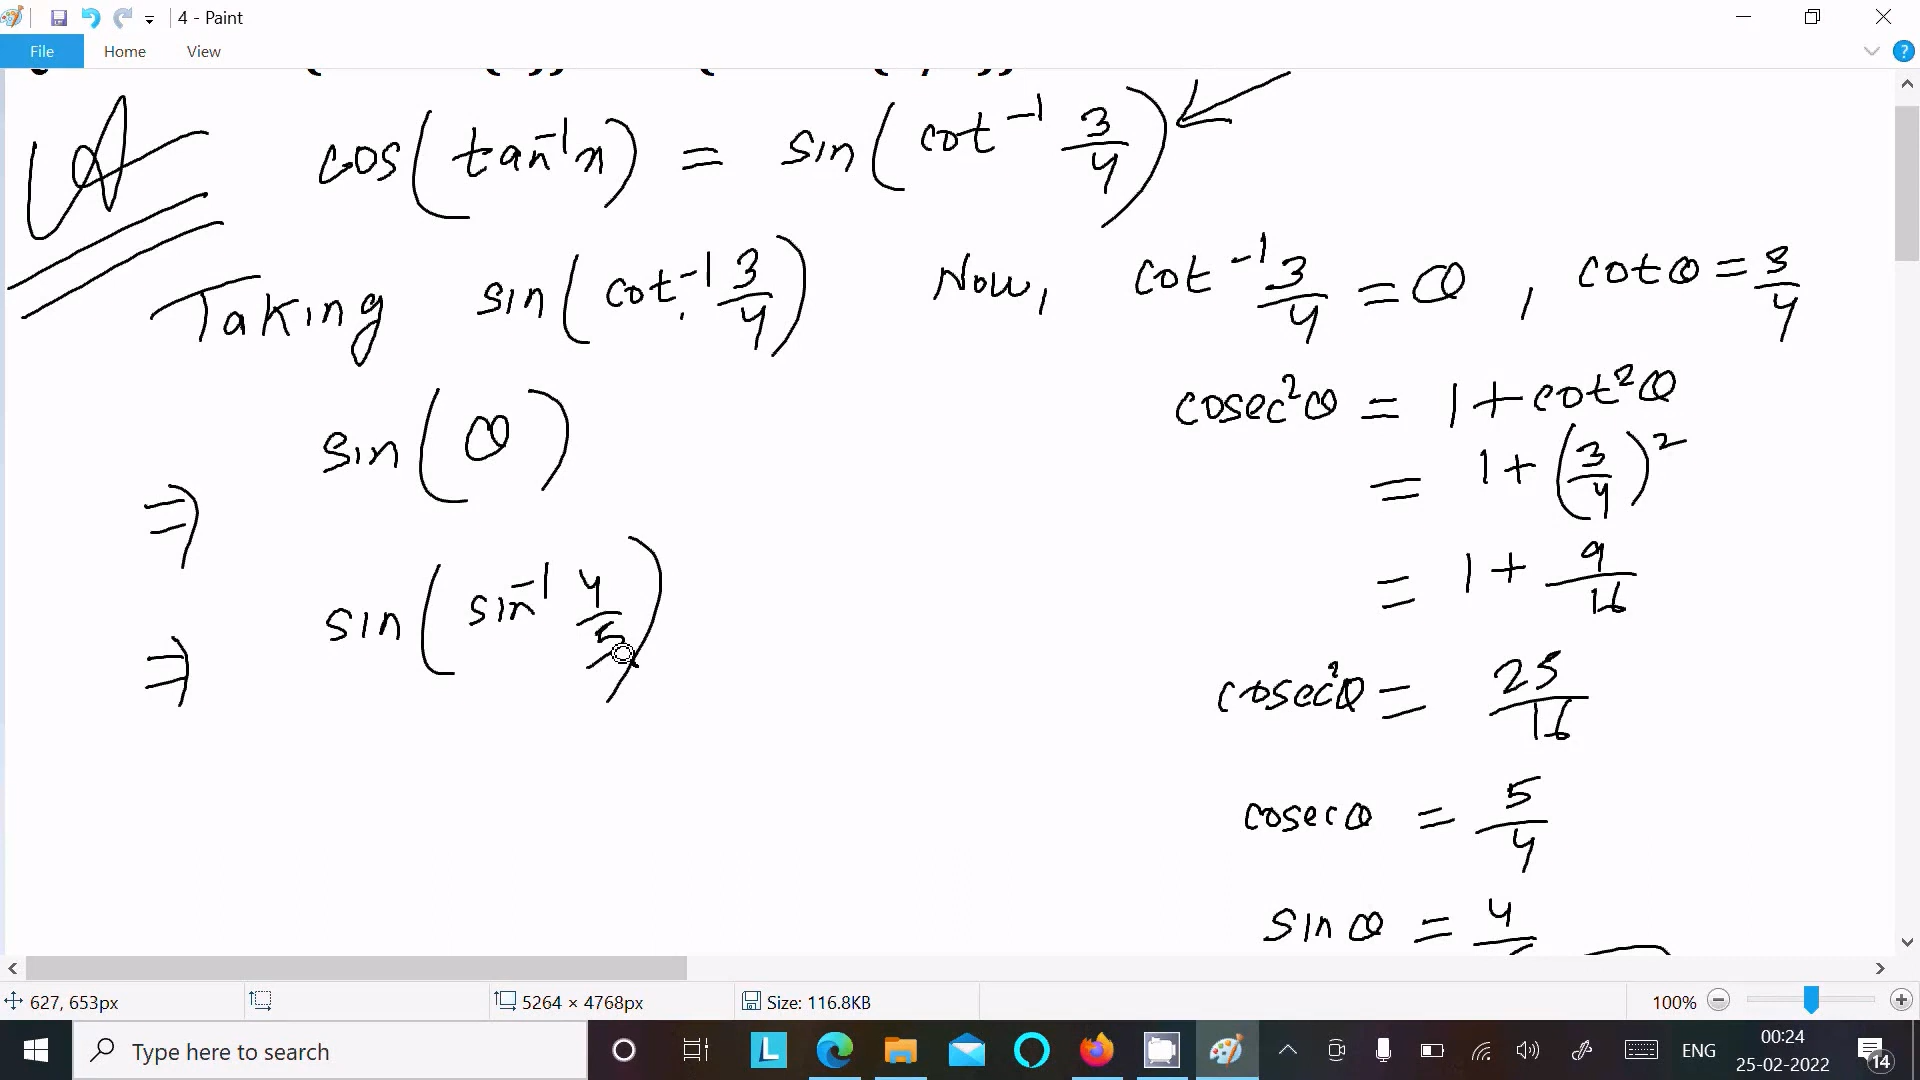 4 - Paint
File Home View
cos(tan⁻¹x) = sin(cot⁻¹ 3/4)
Taking sin(cot⁻¹ 3/4) Now, cot⁻¹ 3/4 = θ , cotθ = 3/4
sin(θ)
cosec²θ = 1 + cot²θ
= 1 + (3/4)²
⇒ sin(sin⁻¹ 4/5)
= 1 + 9/16
⇒
cosec²θ = 25/16
cosecθ = 5/4
sinθ = 4
627, 653px 5264 × 4768px Size: 116.8KB 100%
Type here to search
ENG
00:24
25-02-2022
14